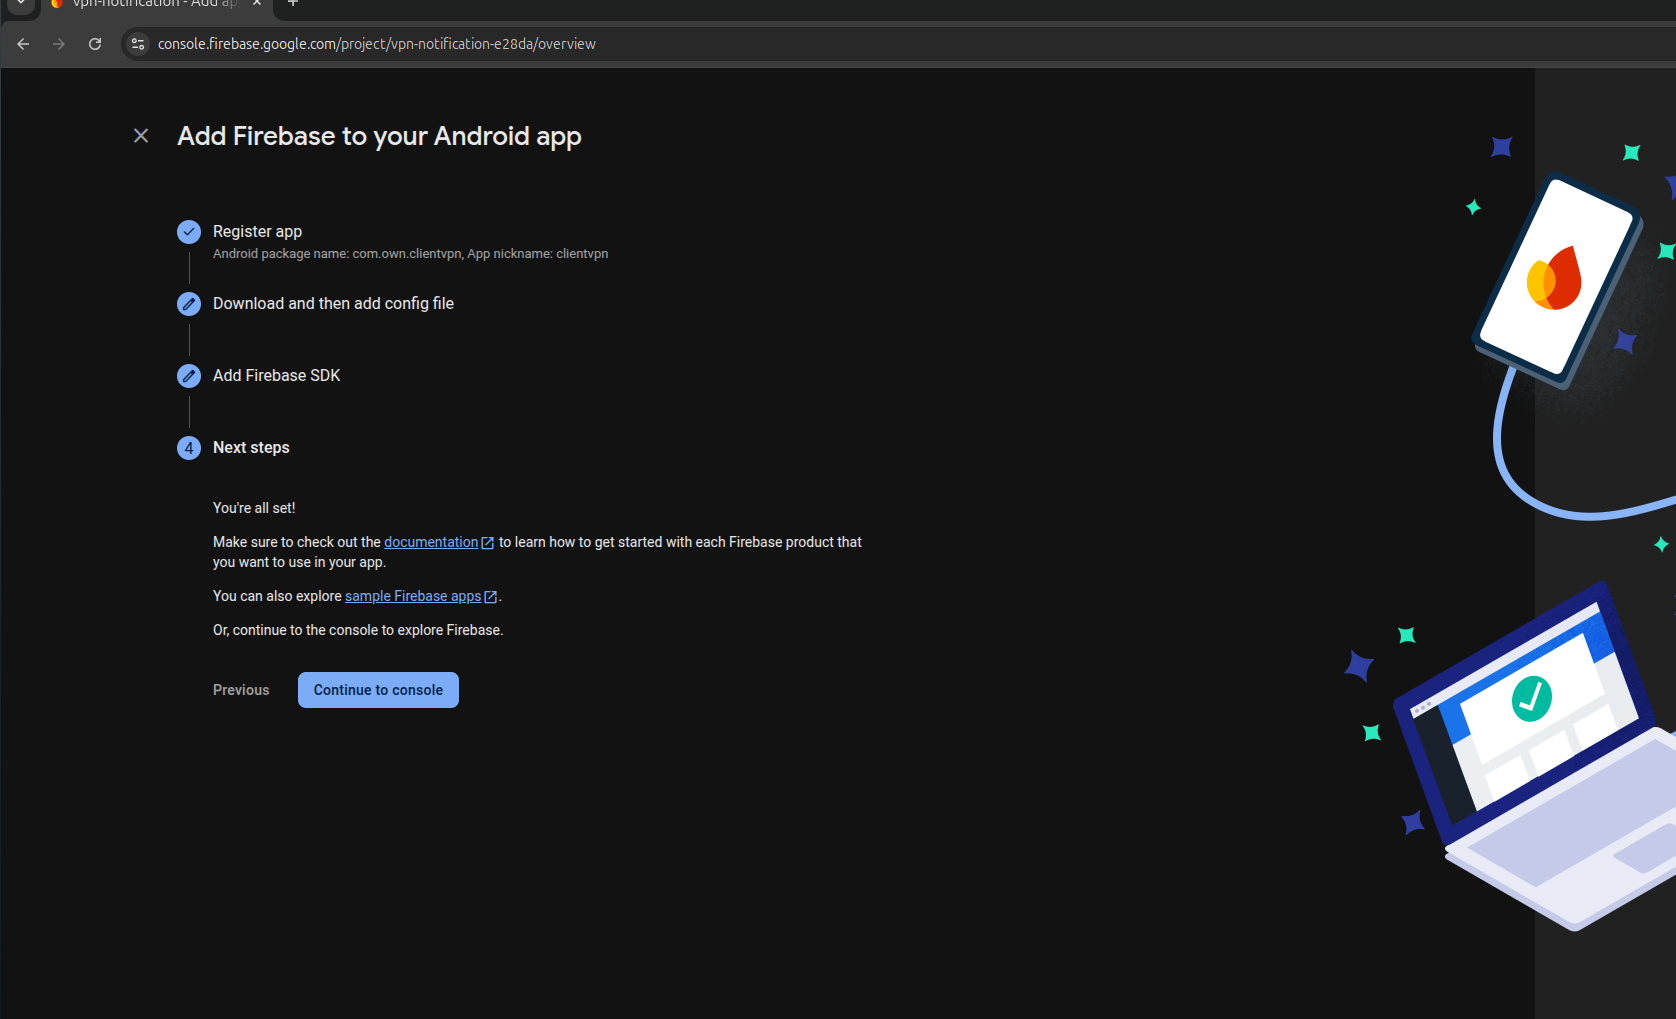 vpn-notification - Add ap
console.firebase.google.com/project/vpn-notification-e28da/overview
Add Firebase to your Android app
Register app
Android package name: com.own.clientvpn, App nickname: clientvpn
Download and then add config file
Add Firebase SDK
4 Next steps
You're all set!
Make sure to check out the documentation to learn how to get started with each Firebase product that
you want to use in your app.
You can also explore sample Firebase apps.
Or, continue to the console to explore Firebase.
Previous Continue to console